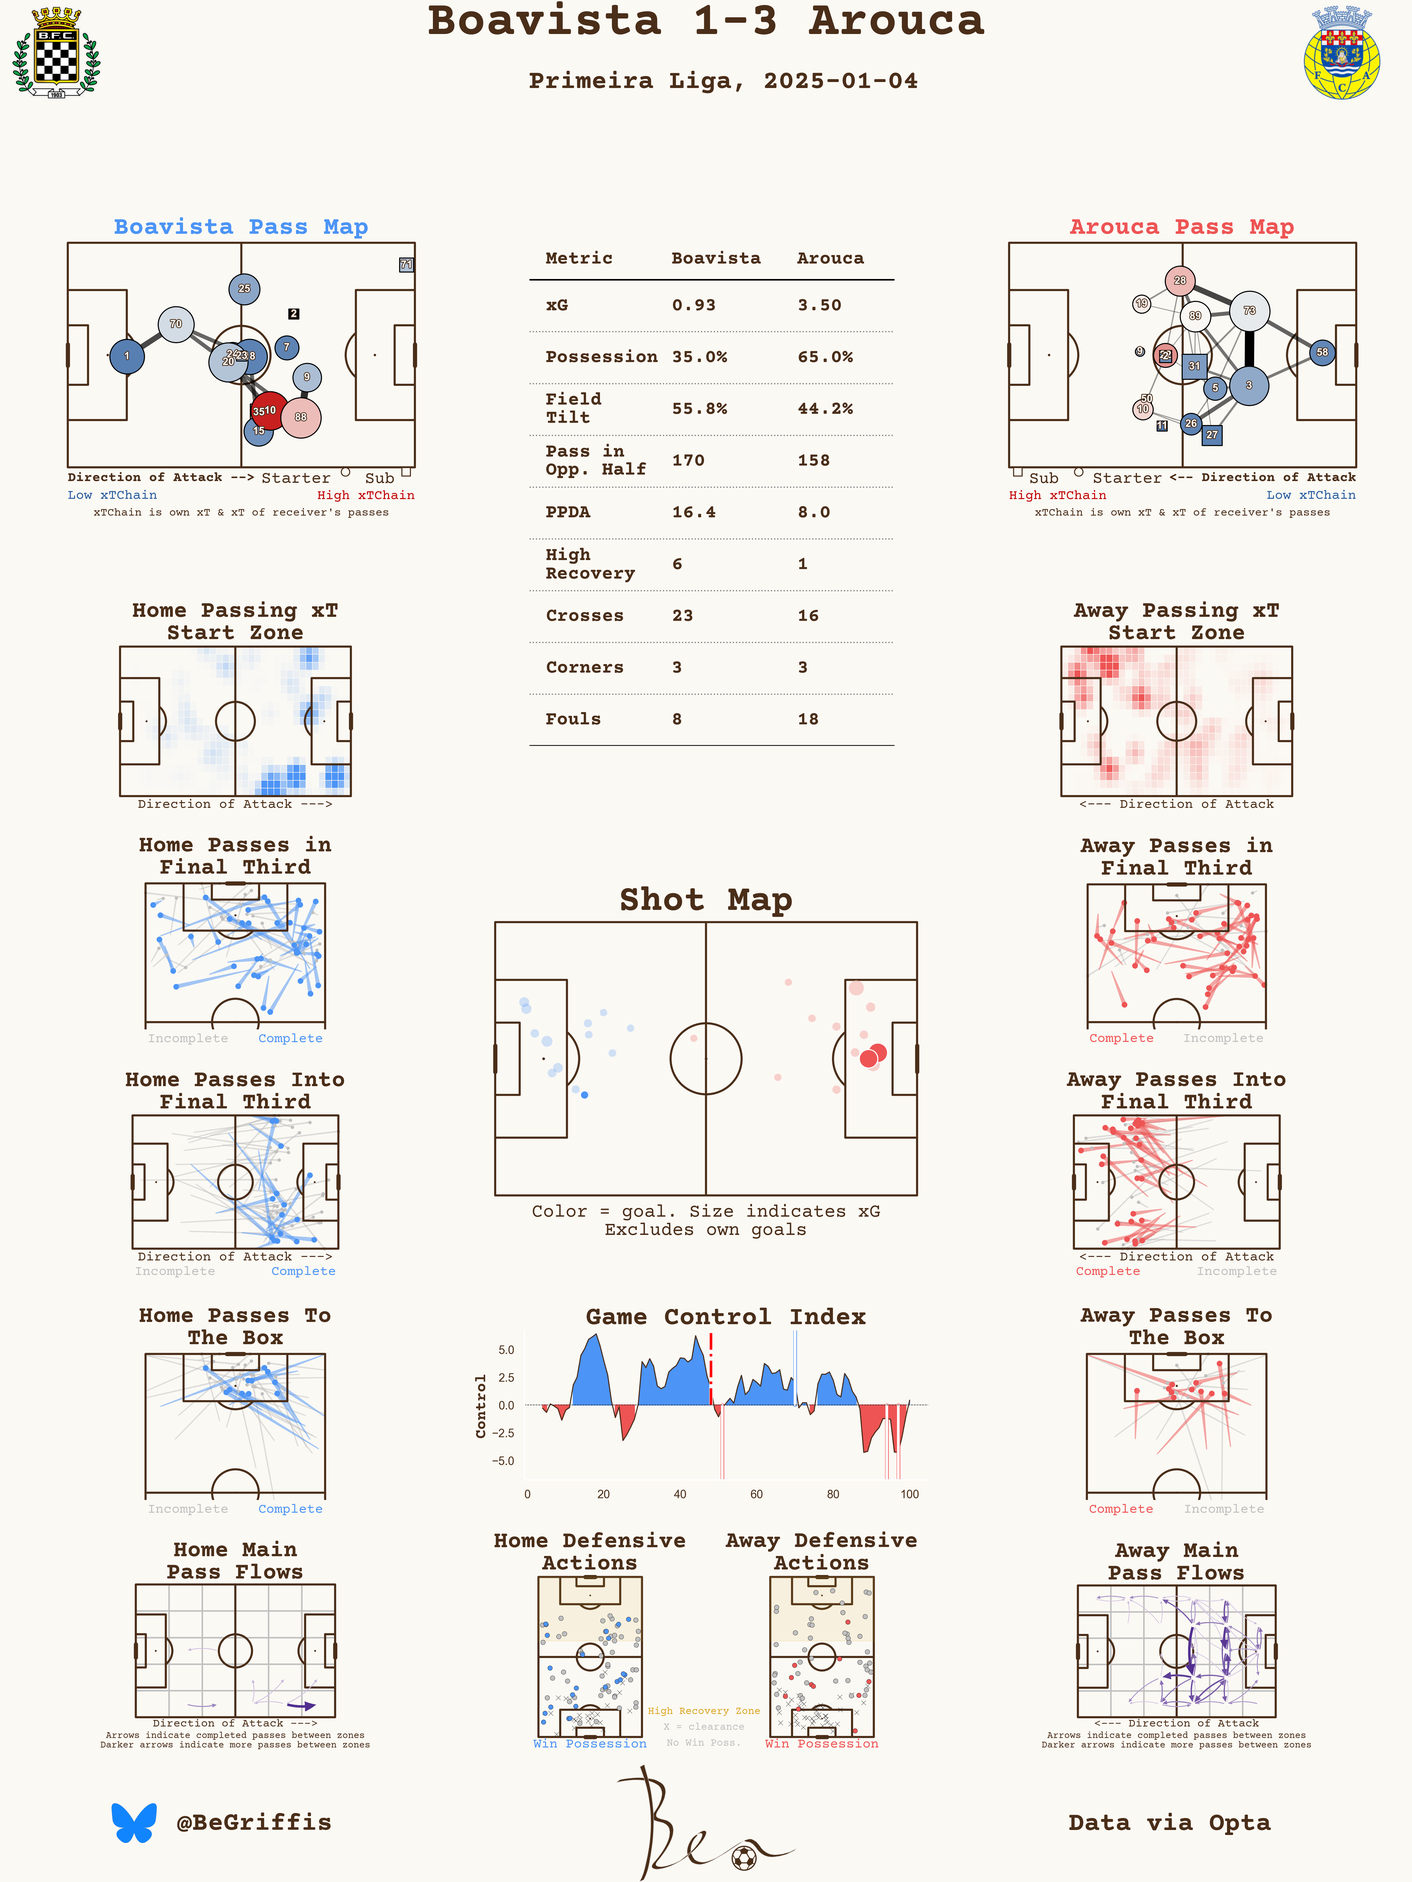 Boavista 1-3 Arouca
Primeira Liga, 2025-01-04
B.F.C.
1903
F A
C
Boavista Pass Map
71
25
2
70
1
24
23
8
20
7
9
35
10
88
15
Direction of Attack --> Starter Sub
Low xTChain High xTChain
xTChain is own xT & xT of receiver's passes
Metric Boavista Arouca
xG 0.93 3.50
Possession 35.0% 65.0%
Field
Tilt 55.8% 44.2%
Pass in
Opp. Half 170 158
PPDA 16.4 8.0
High
Recovery 6 1
Crosses 23 16
Corners 3 3
Fouls 8 18
Arouca Pass Map
28
19
89
73
9
22
58
31
5
3
50
10
11
26
27
Sub Starter <-- Direction of Attack
High xTChain Low xTChain
xTChain is own xT & xT of receiver's passes
Home Passing xT
Start Zone
Direction of Attack --->
Away Passing xT
Start Zone
<--- Direction of Attack
Home Passes in
Final Third
Incomplete Complete
Away Passes in
Final Third
Complete Incomplete
Shot Map
Color = goal. Size indicates xG
Excludes own goals
Home Passes Into
Final Third
Direction of Attack --->
Incomplete Complete
Away Passes Into
Final Third
<--- Direction of Attack
Complete Incomplete
Home Passes To
The Box
Incomplete Complete
Game Control Index
Control
5.0
2.5
0.0
−2.5
−5.0
0 20 40 60 80 100
Away Passes To
The Box
Complete Incomplete
Home Main
Pass Flows
Direction of Attack --->
Arrows indicate completed passes between zones
Darker arrows indicate more passes between zones
Home Defensive
Actions
Win Possession
High Recovery Zone
X = clearance
No Win Poss.
Away Defensive
Actions
Win Possession
Away Main
Pass Flows
<--- Direction of Attack
Arrows indicate completed passes between zones
Darker arrows indicate more passes between zones
@BeGriffis
Ben
Data via Opta